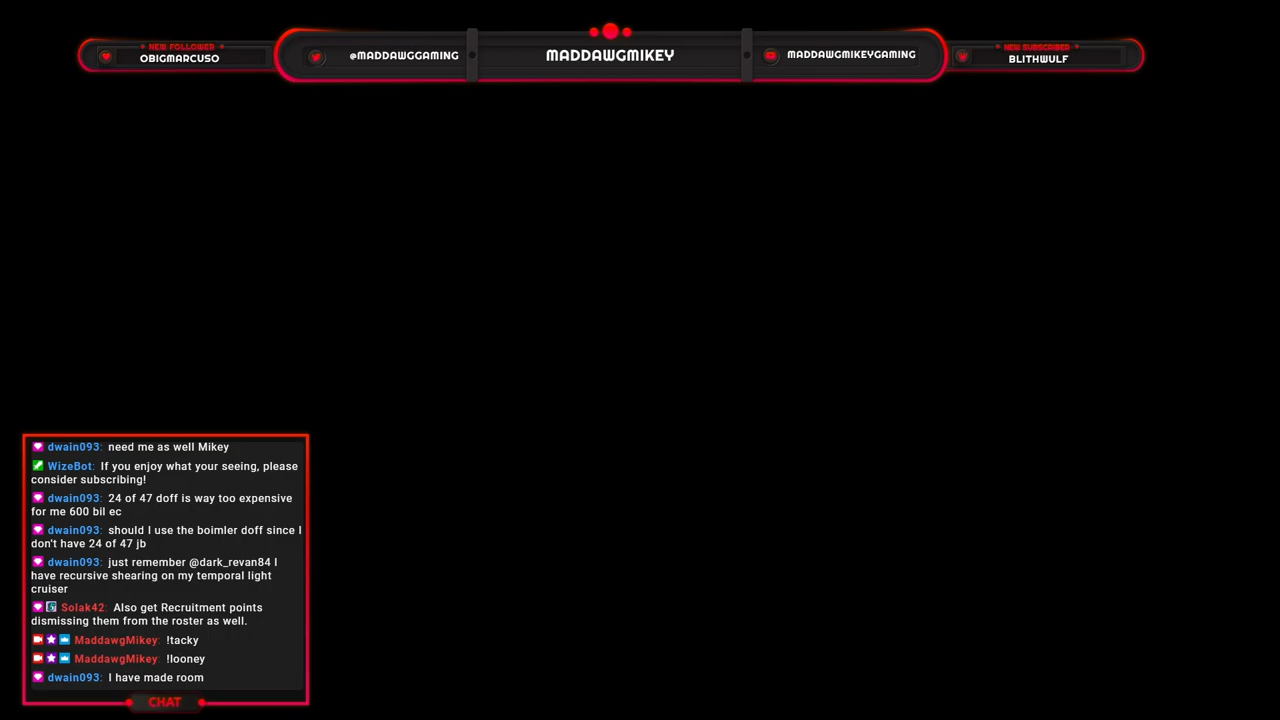 NEW FOLLOWER
OBIGMARCUSO
@MADDAWGGAMING
MADDAWGMIKEY
MADDAWGMIKEYGAMING
NEW SUBSCRIBER
BLITHWULF
dwain093: need me as well Mikey
WizeBot: If you enjoy what your seeing, please
consider subscribing!
dwain093: 24 of 47 doff is way too expensive
for me 600 bil ec
dwain093: should I use the boimler doff since I
don't have 24 of 47 jb
dwain093: just remember @dark_revan84 I
have recursive shearing on my temporal light
cruiser
Solak42: Also get Recruitment points
dismissing them from the roster as well.
MaddawgMikey: !tacky
MaddawgMikey: !looney
dwain093: I have made room
CHAT